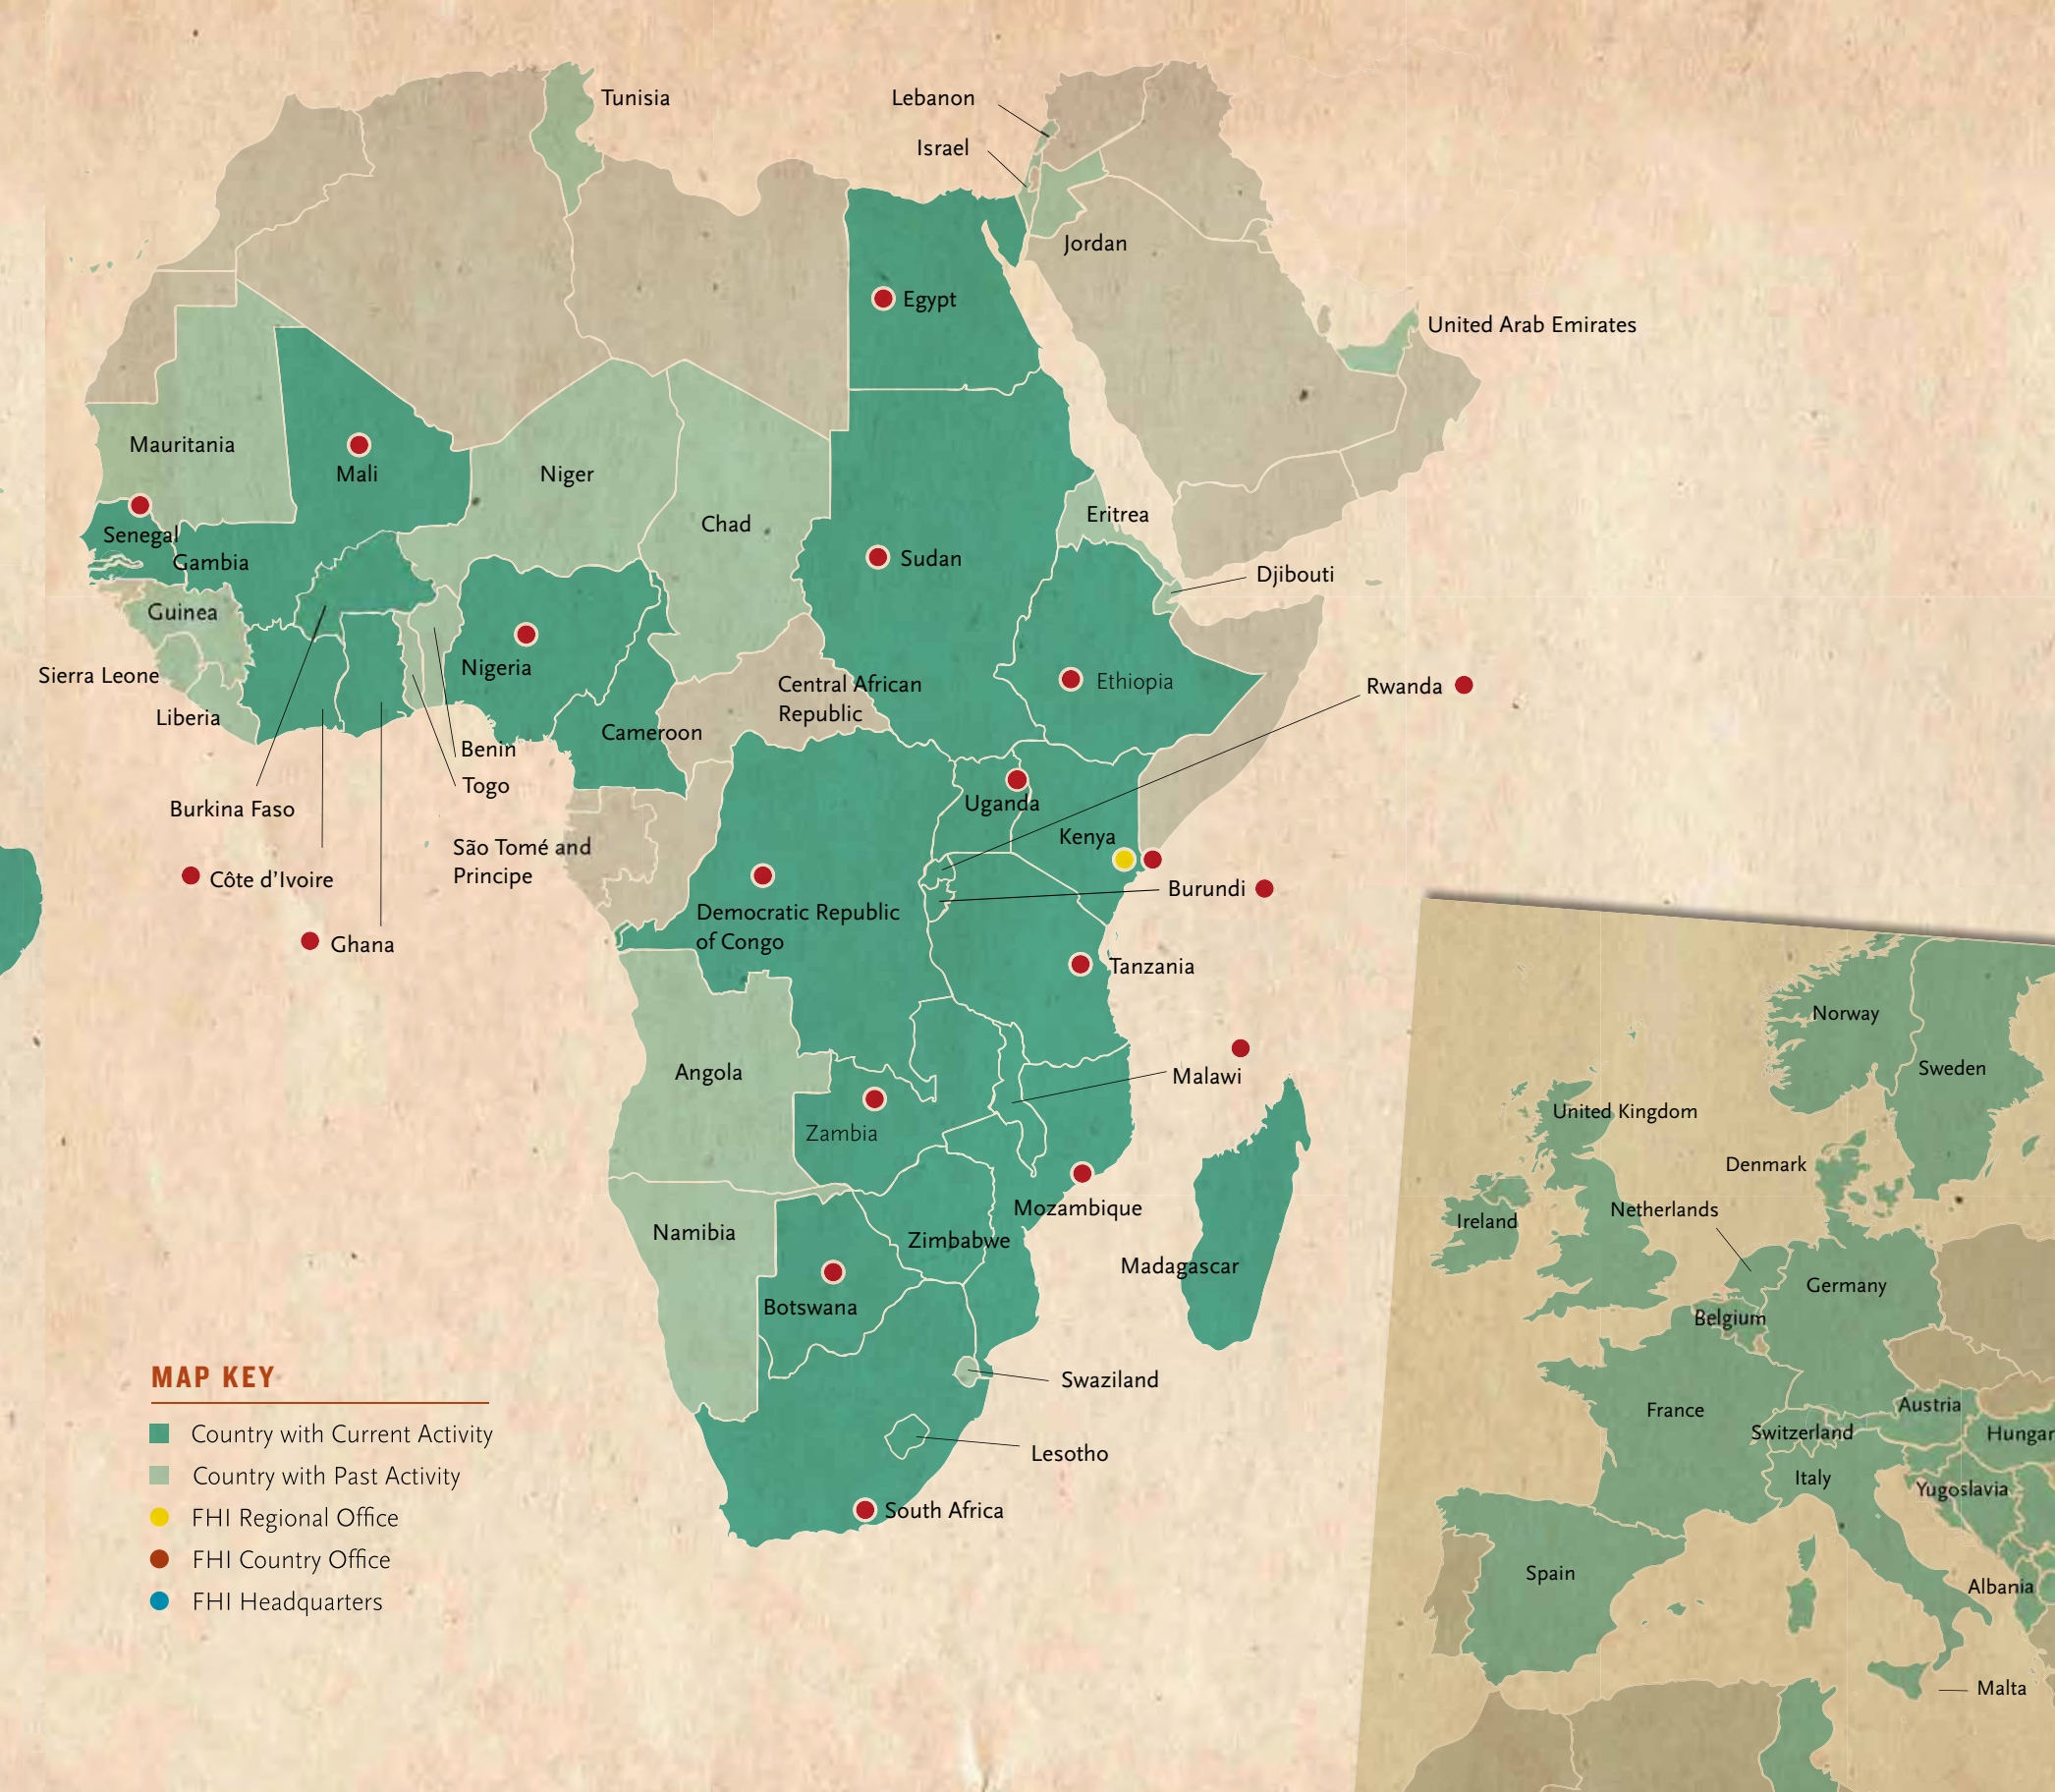 Tunisia
Lebanon
Israel
Jordan
Egypt
United Arab Emirates
Mauritania
Mali
Niger
Chad
Senegal
Gambia
Eritrea
Sudan
Djibouti
Guinea
Sierra Leone
Nigeria
Ethiopia
Rwanda
Central African
Republic
Liberia
Cameroon
Benin
Togo
Burkina Faso
Uganda
Kenya
São Tomé and
Principe
Côte d’Ivoire
Burundi
Democratic Republic
of Congo
Ghana
Tanzania
Angola
Malawi
Zambia
Mozambique
Namibia
Zimbabwe
Madagascar
Botswana
Swaziland
Lesotho
South Africa
MAP KEY
Country with Current Activity
Country with Past Activity
FHI Regional Office
FHI Country Office
FHI Headquarters
Norway
Sweden
United Kingdom
Denmark
Netherlands
Ireland
Germany
Belgium
France
Austria
Switzerland
Hungar
Italy
Yugoslavia
Spain
Albania
Malta